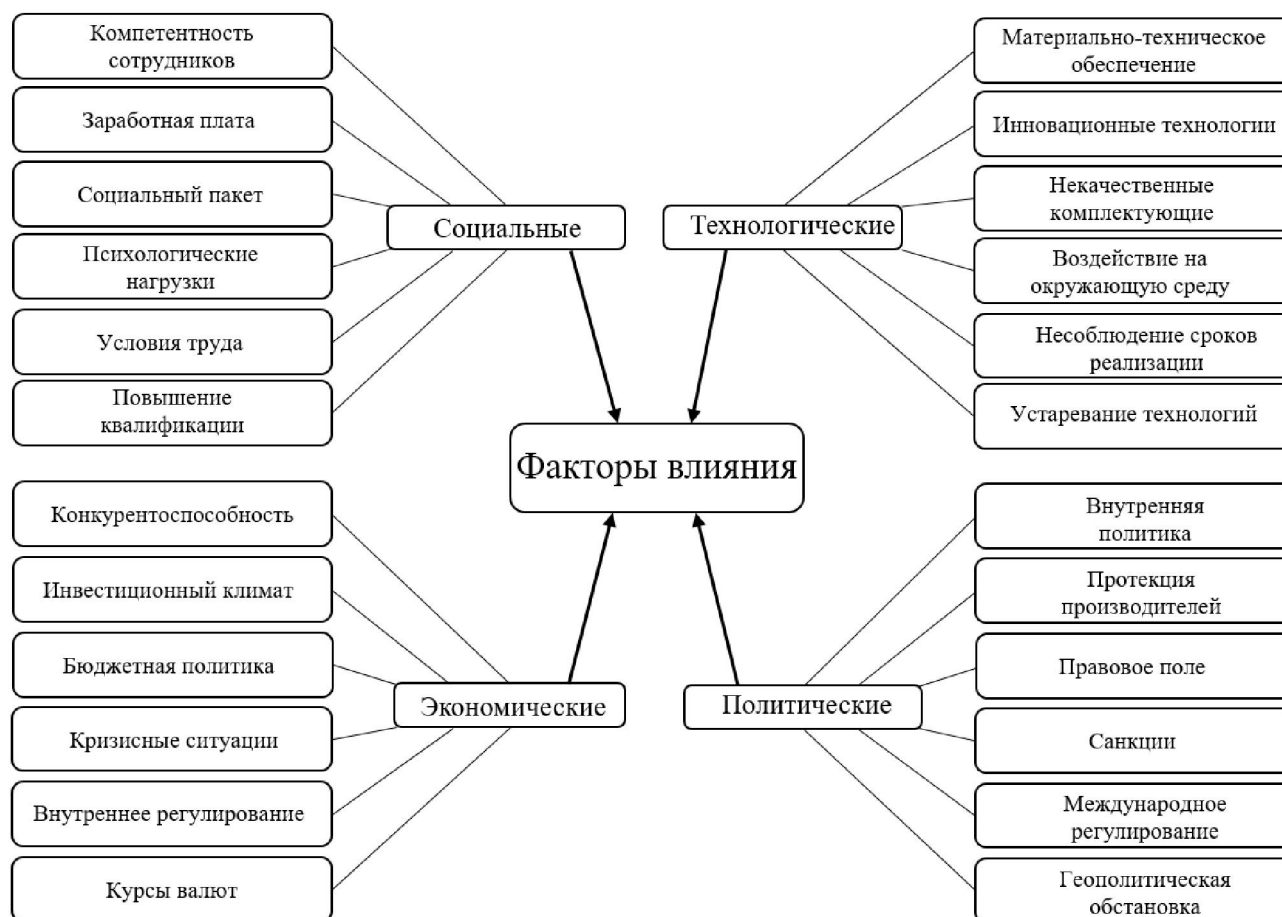 Компетентность
сотрудников
Заработная плата
Социальный пакет
Психологические
нагрузки
Условия труда
Повышение
квалификации
Социальные
Материально-техническое
обеспечение
Инновационные технологии
Некачественные
комплектующие
Воздействие на
окружающую среду
Несоблюдение сроков
реализации
Устаревание технологий
Технологические
Факторы влияния
Конкурентоспособность
Инвестиционный климат
Бюджетная политика
Кризисные ситуации
Внутреннее регулирование
Курсы валют
Экономические
Внутренняя
политика
Протекция
производителей
Правовое поле
Санкции
Международное
регулирование
Геополитическая
обстановка
Политические